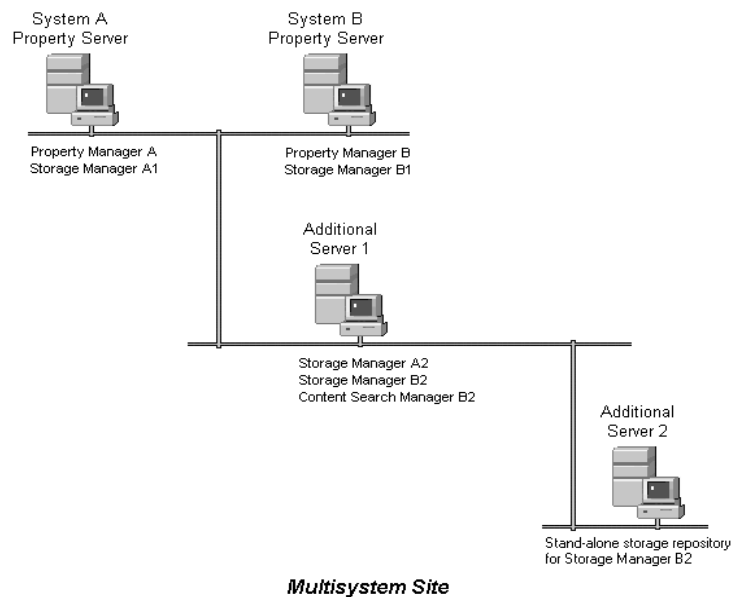 System A
Property Server
System B
Property Server
Property Manager A
Storage Manager A1
Property Manager B
Storage Manager B1
Additional
Server 1
Storage Manager A2
Storage Manager B2
Content Search Manager B2
Additional
Server 2
Stand-alone storage repository
for Storage Manager B2
Multisystem Site